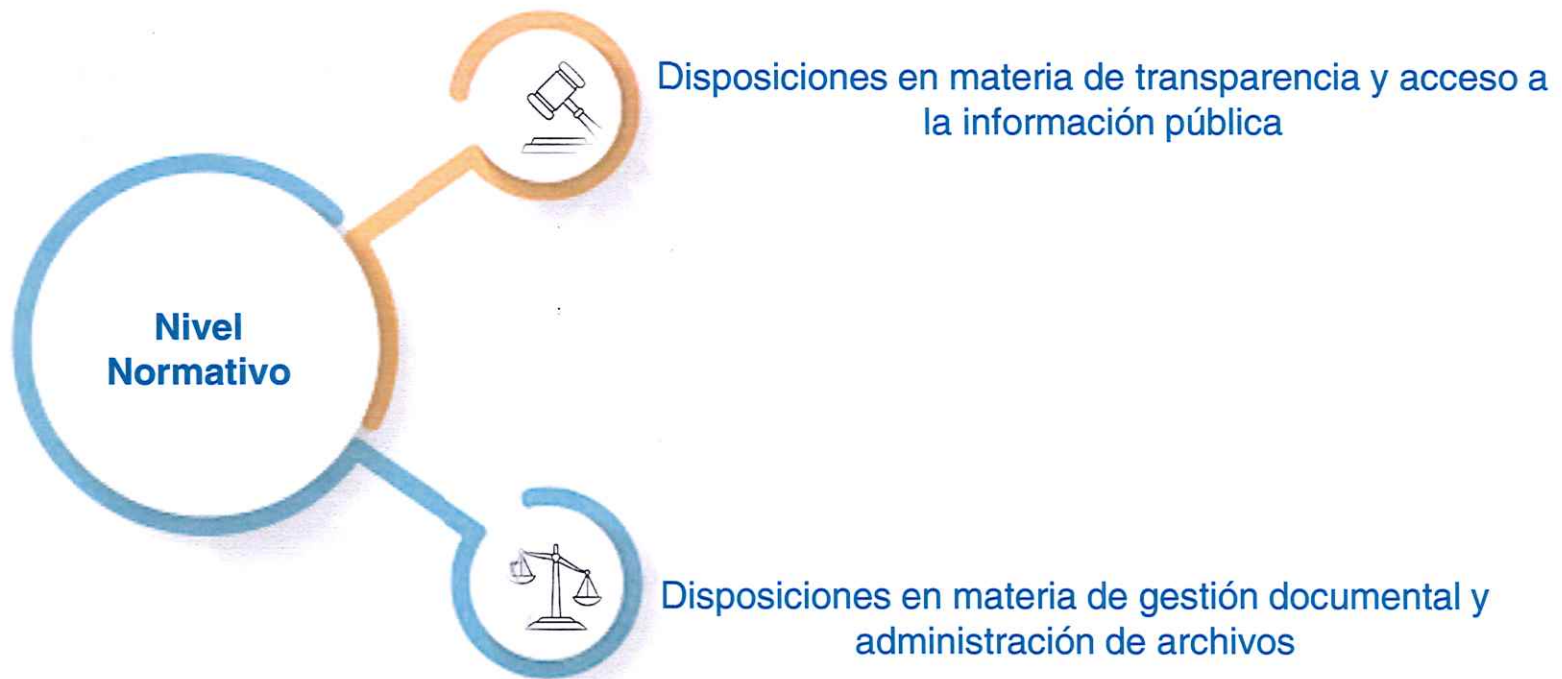 Disposiciones en materia de transparencia y acceso a
la información pública
Nivel
Normativo
Disposiciones en materia de gestión documental y
administración de archivos